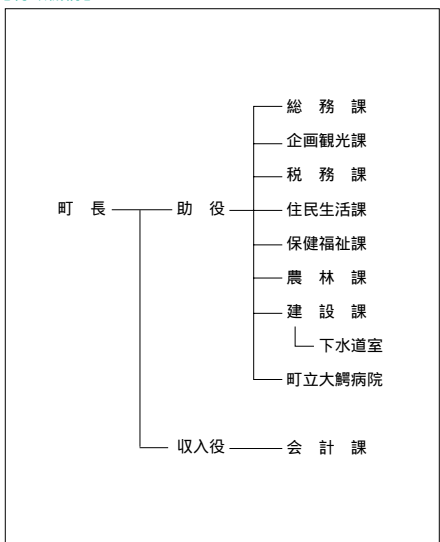 総務課
企画観光課
税務課
町長 助役 住民生活課
保健福祉課
農林課
建設課
下水道室
町立大鰐病院
収入役 会計課